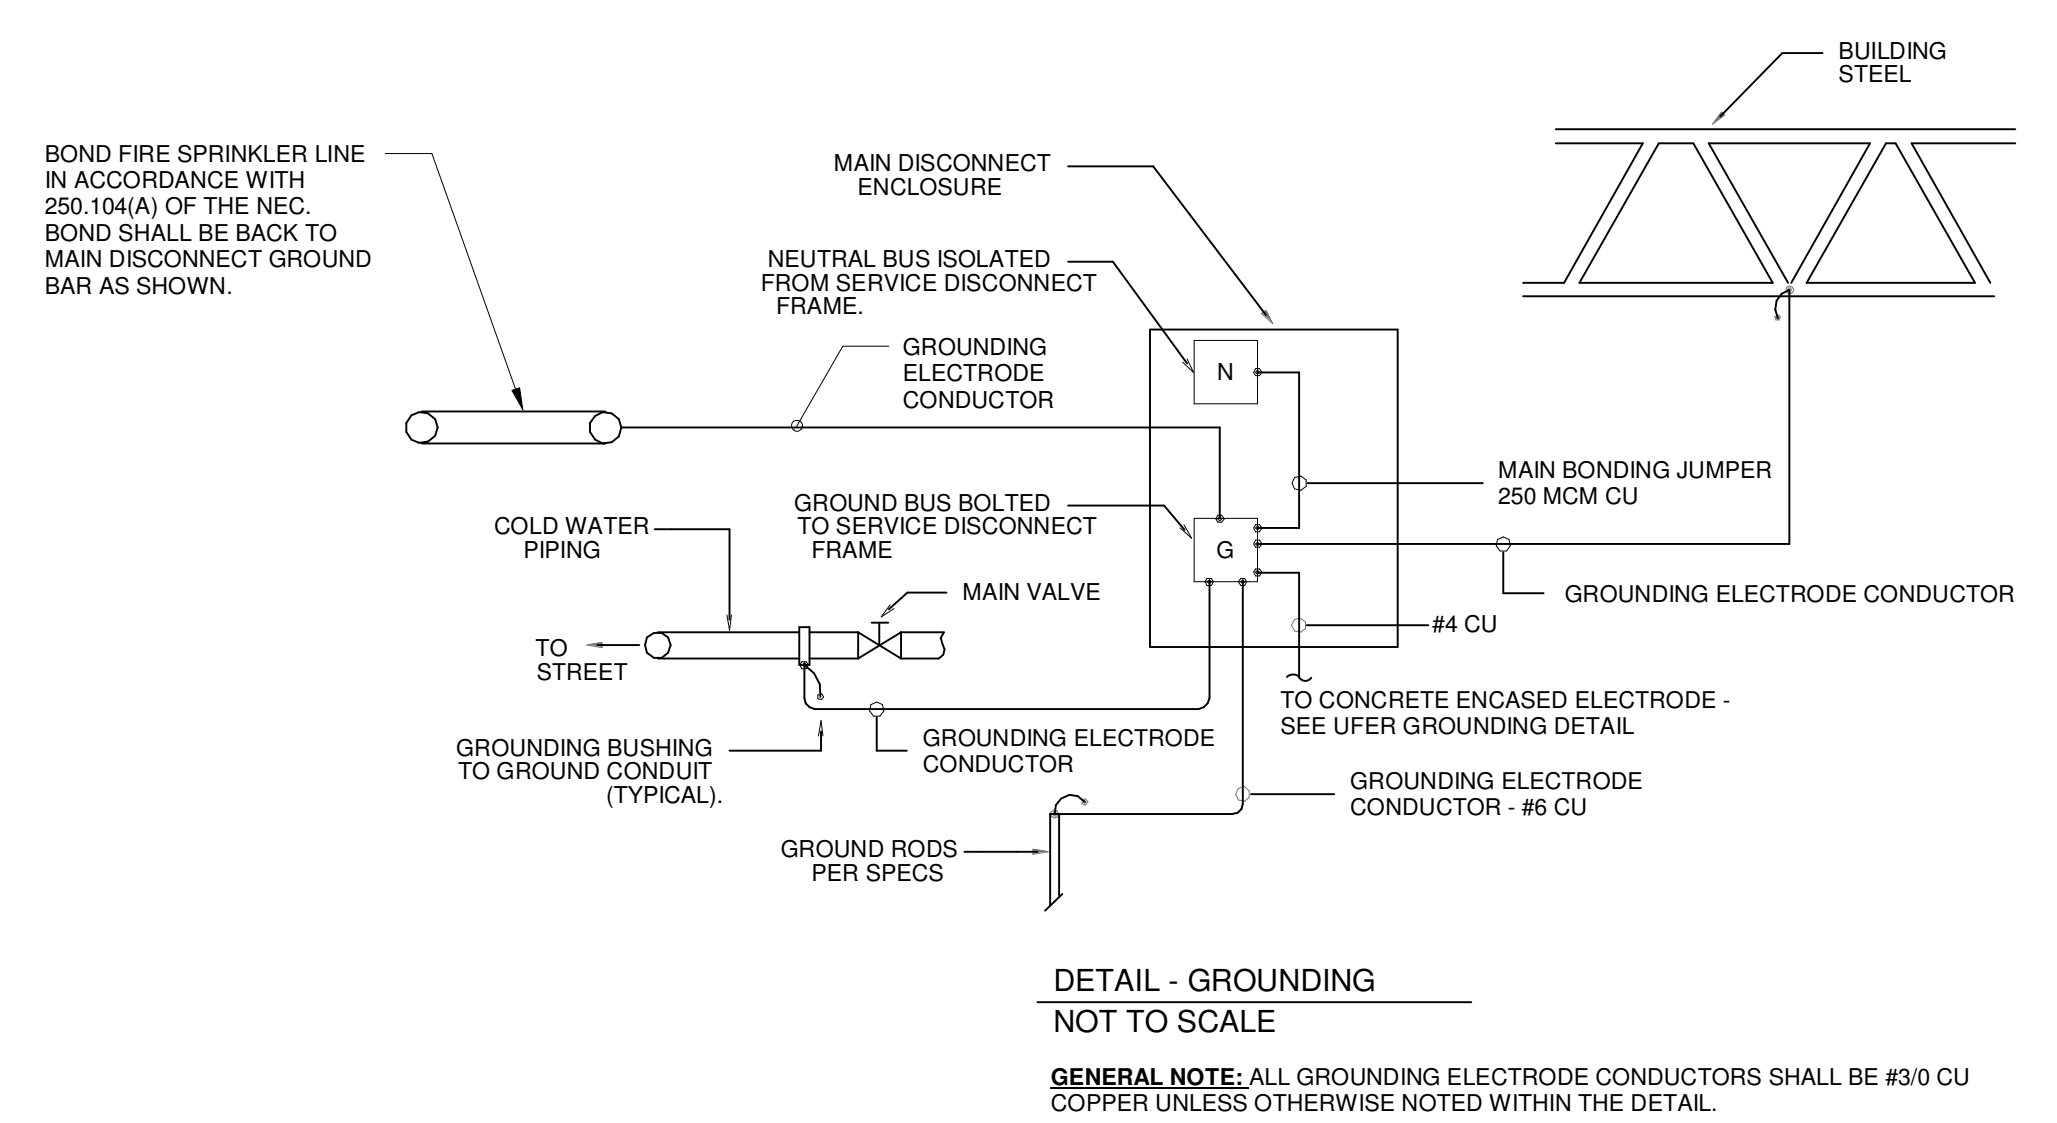 BUILDING
STEEL
BOND FIRE SPRINKLER LINE
IN ACCORDANCE WITH
250.104(A) OF THE NEC.
BOND SHALL BE BACK TO
MAIN DISCONNECT GROUND
BAR AS SHOWN.
MAIN DISCONNECT
ENCLOSURE
NEUTRAL BUS ISOLATED
FROM SERVICE DISCONNECT
FRAME.
GROUNDING
ELECTRODE
CONDUCTOR
N
MAIN BONDING JUMPER
250 MCM CU
GROUND BUS BOLTED
TO SERVICE DISCONNECT
FRAME
G
COLD WATER
PIPING
MAIN VALVE
GROUNDING ELECTRODE CONDUCTOR
#4 CU
TO
STREET
TO CONCRETE ENCASED ELECTRODE -
SEE UFER GROUNDING DETAIL
GROUNDING BUSHING
TO GROUND CONDUIT
(TYPICAL).
GROUNDING ELECTRODE
CONDUCTOR
GROUNDING ELECTRODE
CONDUCTOR - #6 CU
GROUND RODS
PER SPECS
DETAIL - GROUNDING
NOT TO SCALE
GENERAL NOTE: ALL GROUNDING ELECTRODE CONDUCTORS SHALL BE #3/0 CU
COPPER UNLESS OTHERWISE NOTED WITHIN THE DETAIL.